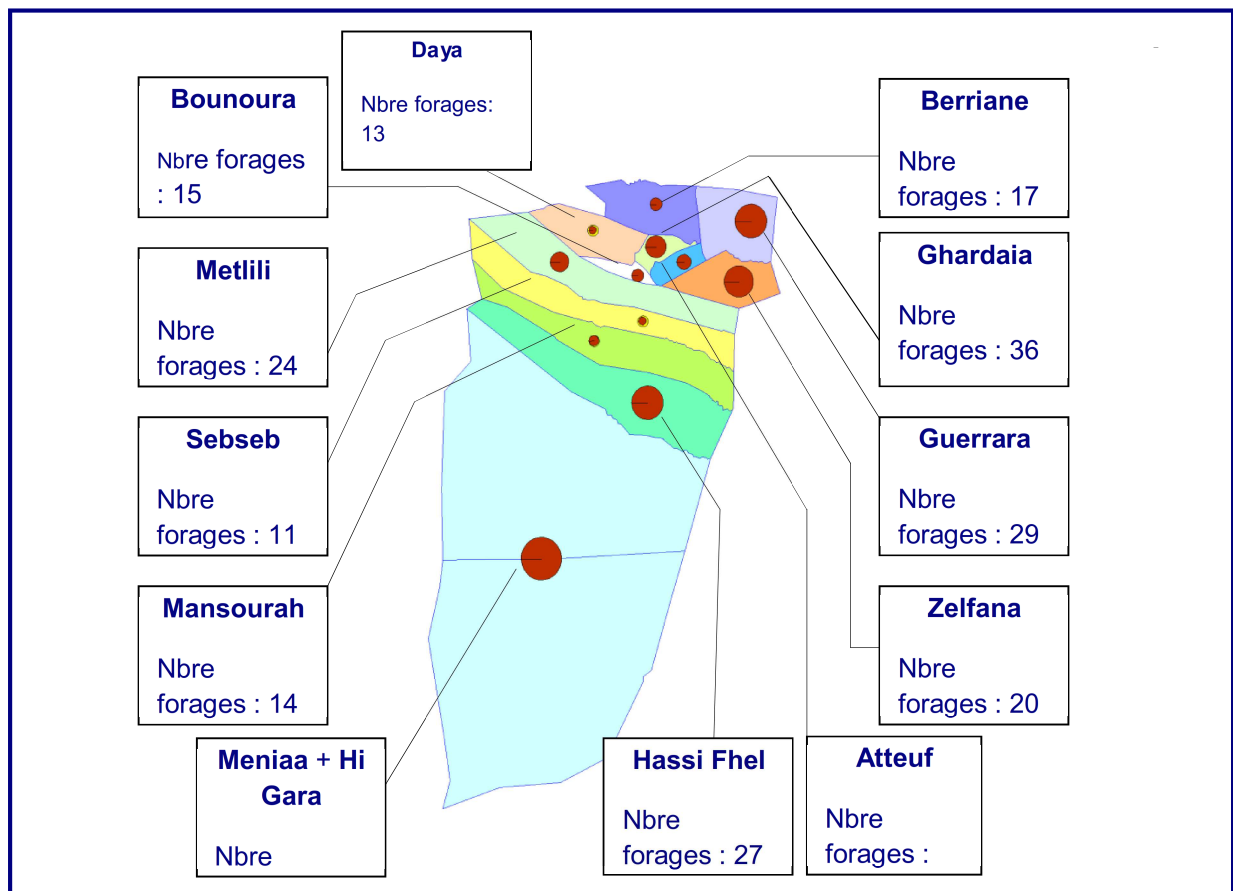 Daya
Nbre forages:
13
Bounoura
Nbre forages
: 15
Berriane
Nbre
forages : 17
Metlili
Nbre
forages : 24
Ghardaia
Nbre
forages : 36
Sebseb
Nbre
forages : 11
Guerrara
Nbre
forages : 29
Mansourah
Nbre
forages : 14
Zelfana
Nbre
forages : 20
Meniaa + Hi
Gara
Nbre
Hassi Fhel
Nbre
forages : 27
Atteuf
Nbre
forages :